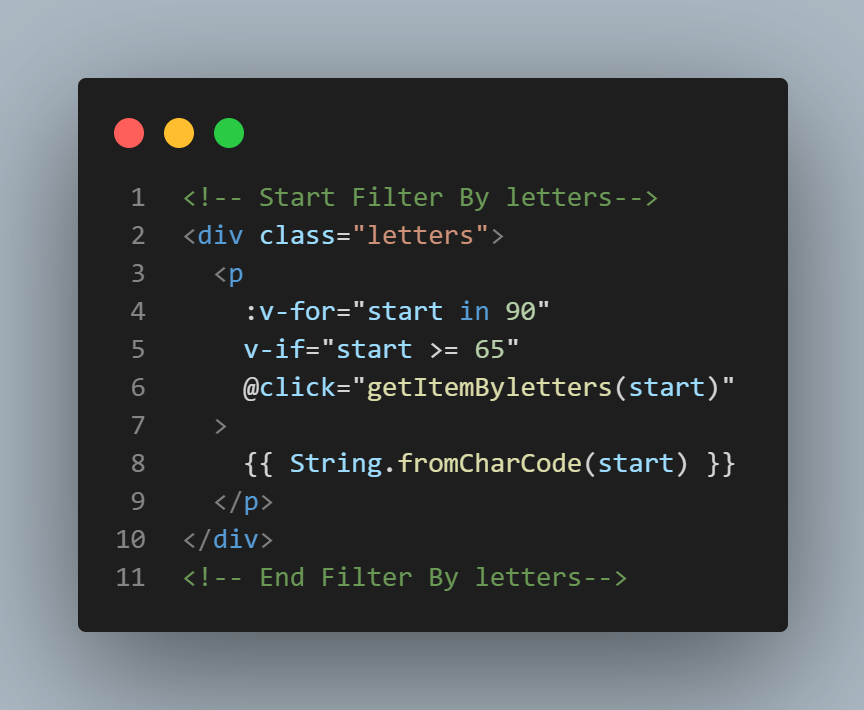 1 <!-- Start Filter By letters-->
2 <div class="letters">
3   <p
4     :v-for="start in 90"
5     v-if="start >= 65"
6     @click="getItemByletters(start)"
7   >
8     {{ String.fromCharCode(start) }}
9   </p>
10 </div>
11 <!-- End Filter By letters-->